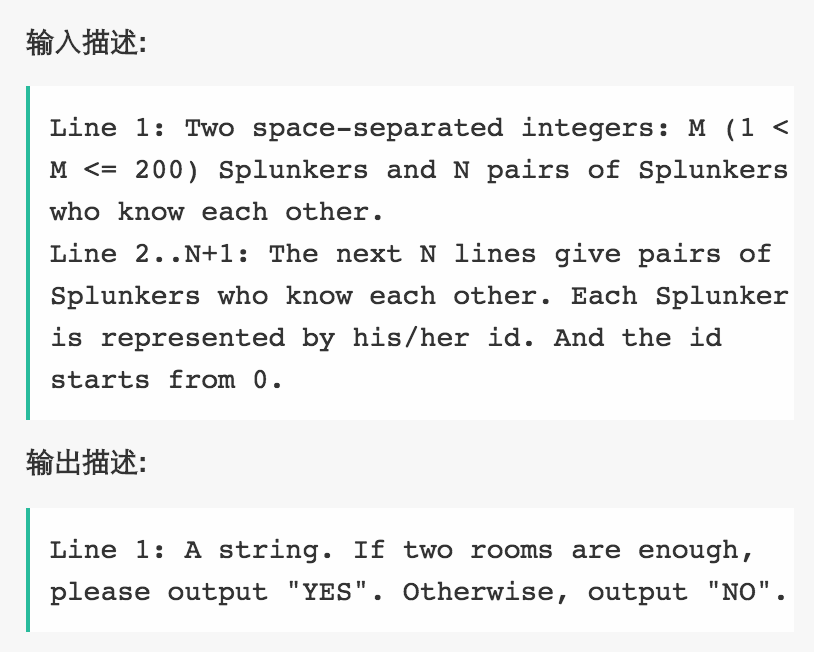 输入描述:
Line 1: Two space-separated integers: M (1 <
M <= 200) Splunkers and N pairs of Splunkers
who know each other.
Line 2..N+1: The next N lines give pairs of
Splunkers who know each other. Each Splunker
is represented by his/her id. And the id
starts from 0.
输出描述:
Line 1: A string. If two rooms are enough,
please output "YES". Otherwise, output "NO".